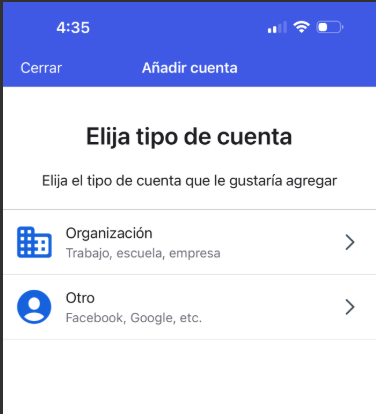 4:35
Cerrar Añadir cuenta
Elija tipo de cuenta
Elija el tipo de cuenta que le gustaría agregar
Organización
Trabajo, escuela, empresa
Otro
Facebook, Google, etc.